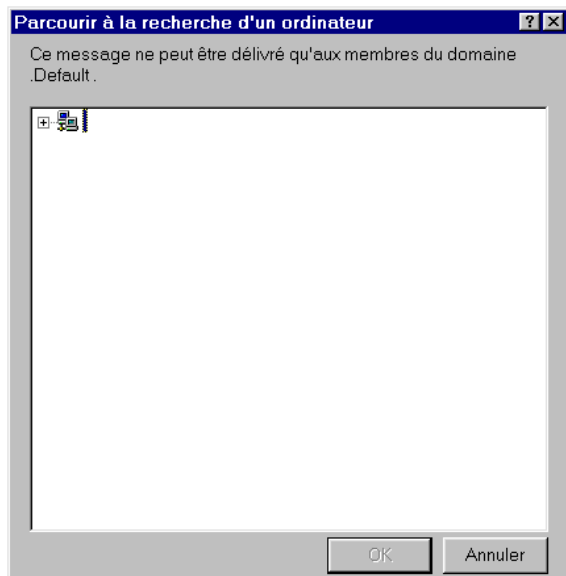 Parcourir à la recherche d'un ordinateur
Ce message ne peut être délivré qu'aux membres du domaine
.Default .
OK
Annuler